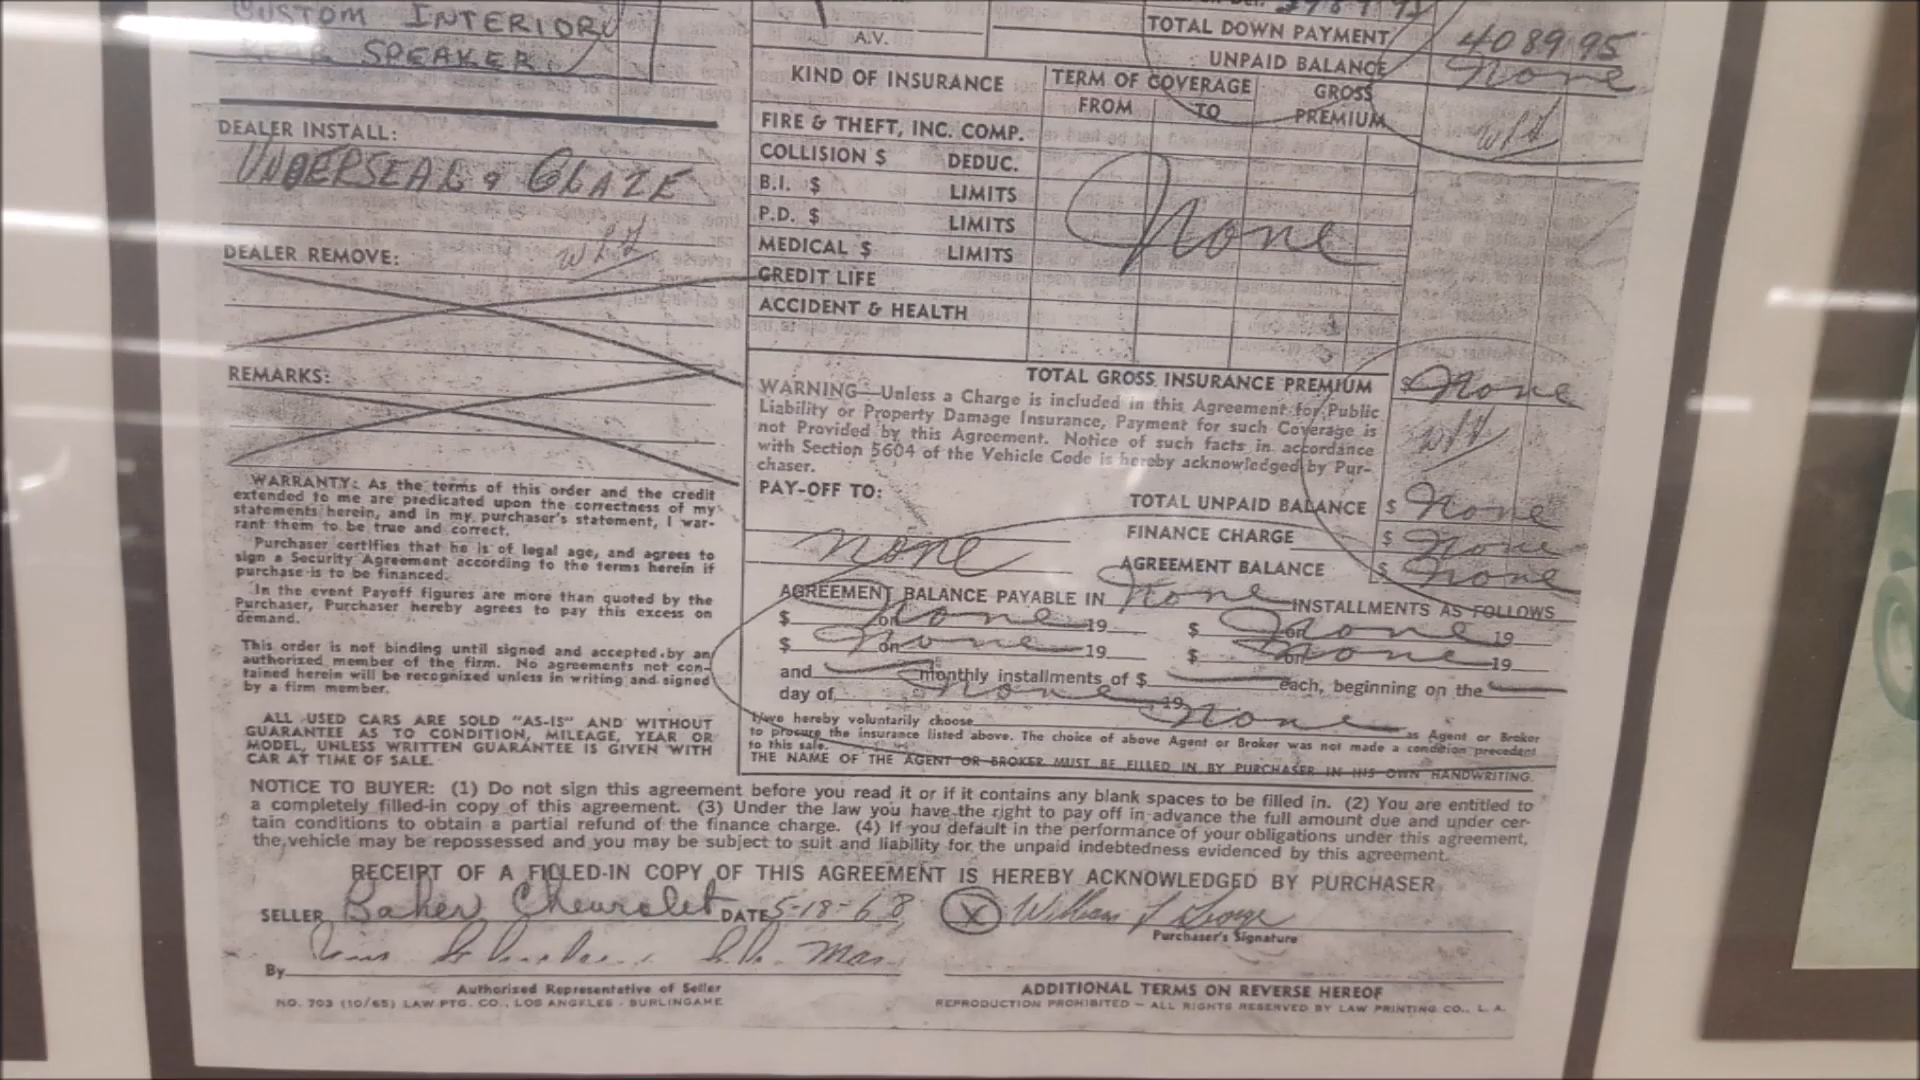 CUSTOM INTERIOR
REAR SPEAKER
DEALER INSTALL:
UNDERSEAL & GLAZE
DEALER REMOVE:
REMARKS:
WARRANTY: As the terms of this order and the credit
extended to me are predicated upon the correctness of my
statements herein, and in my purchaser's statement, I war-
rant them to be true and correct.
Purchaser certifies that he is of legal age, and agrees to
sign a Security Agreement according to the terms herein if
purchase is to be financed.
In the event Payoff figures are more than quoted by the
Purchaser, Purchaser hereby agrees to pay this excess on
demand.
This order is not binding until signed and accepted by an
authorized member of the firm. No agreements not con-
tained herein will be recognized unless in writing and signed
by a firm member.
ALL USED CARS ARE SOLD "AS-IS" AND WITHOUT
GUARANTEE AS TO CONDITION, MILEAGE, YEAR OR
MODEL, UNLESS WRITTEN GUARANTEE IS GIVEN WITH
CAR AT TIME OF SALE.
A.V.
TOTAL DOWN PAYMENT 4089 95
UNPAID BALANCE None
KIND OF INSURANCE TERM OF COVERAGE GROSS
FROM TO PREMIUM
FIRE & THEFT, INC. COMP.
COLLISION $ DEDUC.
B.I. $ LIMITS
P.D. $ LIMITS
None
MEDICAL $ LIMITS
CREDIT LIFE
ACCIDENT & HEALTH
TOTAL GROSS INSURANCE PREMIUM $ None
WARNING—Unless a Charge is included in this Agreement for Public
Liability or Property Damage Insurance, Payment for such Coverage is
not Provided by this Agreement. Notice of such facts in accordance
with Section 5604 of the Vehicle Code is hereby acknowledged by Pur-
chaser.
PAY-OFF TO:
none
TOTAL UNPAID BALANCE $ None
FINANCE CHARGE $ None
AGREEMENT BALANCE $ None
AGREEMENT BALANCE PAYABLE IN None INSTALLMENTS AS FOLLOWS
$ on None 19 $ on None 19
$ on None 19 $ on None 19
and monthly installments of $ each, beginning on the
day of None 19
I/we hereby voluntarily choose None as Agent or Broker
to procure the insurance listed above. The choice of above Agent or Broker was not made a condition precedent
to this sale.
THE NAME OF THE AGENT OR BROKER MUST BE FILLED IN BY PURCHASER IN HIS OWN HANDWRITING.
NOTICE TO BUYER: (1) Do not sign this agreement before you read it or if it contains any blank spaces to be filled in. (2) You are entitled to
a completely filled-in copy of this agreement. (3) Under the law you have the right to pay off in advance the full amount due and under cer-
tain conditions to obtain a partial refund of the finance charge. (4) If you default in the performance of your obligations under this agreement,
the vehicle may be repossessed and you may be subject to suit and liability for the unpaid indebtedness evidenced by this agreement.
RECEIPT OF A FILLED-IN COPY OF THIS AGREEMENT IS HEREBY ACKNOWLEDGED BY PURCHASER
SELLER Baher Chevrolet DATE 5-18-68 X William L George
Purchaser's Signature
By
Authorized Representative of Seller
ADDITIONAL TERMS ON REVERSE HEREOF
NO. 703 (10/65) LAW PTG. CO., LOS ANGELES - BURLINGAME
REPRODUCTION PROHIBITED — ALL RIGHTS RESERVED BY LAW PRINTING CO., L. A.